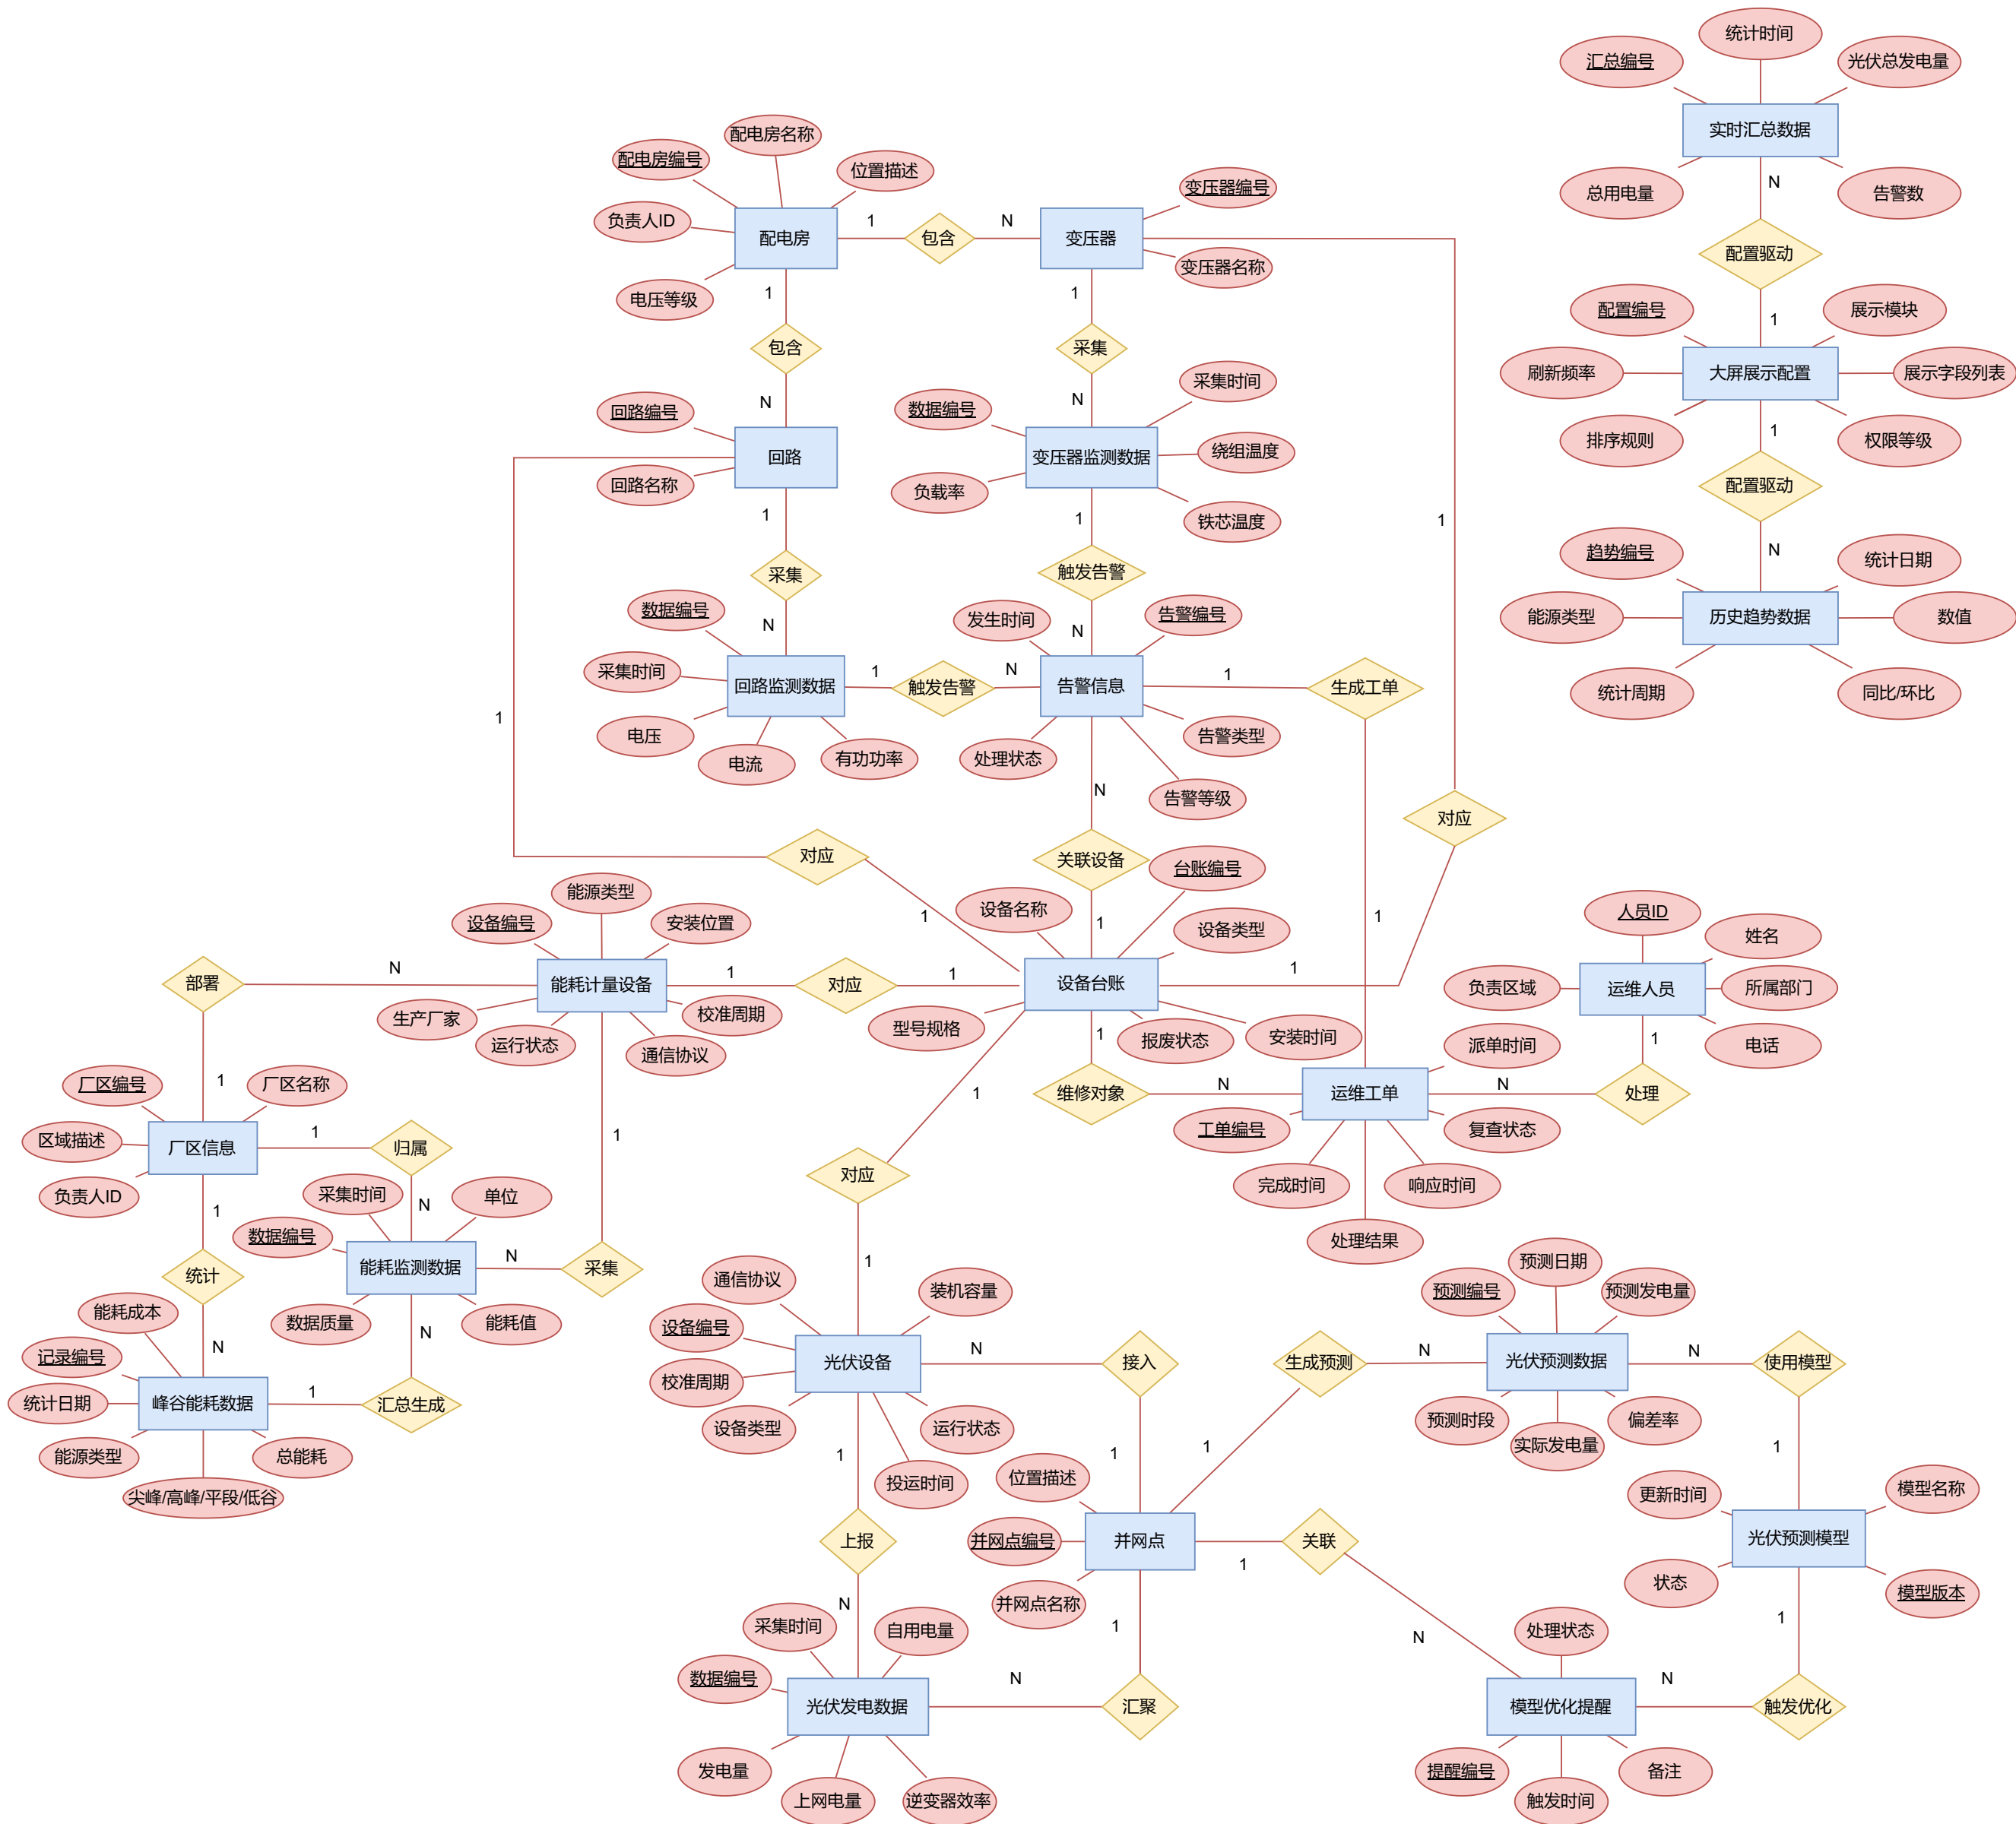 统计时间
汇总编号
光伏总发电量
实时汇总数据
总用电量
N
告警数
配置驱动
1
配置编号
展示模块
刷新频率
大屏展示配置
展示字段列表
排序规则
1
权限等级
配置驱动
N
趋势编号
统计日期
能源类型
历史趋势数据
数值
统计周期
同比/环比
配电房名称
配电房编号
位置描述
负责人ID
配电房
电压等级
1
包含
N
变压器
变压器编号
变压器名称
1
包含
N
回路编号
回路
回路名称
1
采集
N
1
采集
N
采集时间
数据编号
变压器监测数据
绕组温度
负载率
铁芯温度
1
触发告警
N
1
数据编号
采集时间
回路监测数据
电压
电流
有功功率
1
触发告警
N
发生时间
告警编号
告警信息
处理状态
告警类型
告警等级
1
生成工单
1
N
关联设备
1
对应
1
1
对应
1
设备名称
台账编号
设备类型
设备台账
型号规格
报废状态
安装时间
能源类型
设备编号
安装位置
能耗计量设备
生产厂家
运行状态
通信协议
校准周期
1
对应
1
部署
N
1
人员ID
姓名
负责区域
运维人员
所属部门
电话
1
处理
N
1
维修对象
N
派单时间
运维工单
工单编号
复查状态
完成时间
响应时间
处理结果
厂区编号
厂区名称
区域描述
厂区信息
负责人ID
1
归属
N
1
采集
N
采集时间
单位
数据编号
能耗监测数据
数据质量
能耗值
1
统计
N
N
汇总生成
1
能耗成本
记录编号
统计日期
峰谷能耗数据
能源类型
总能耗
尖峰/高峰/平段/低谷
1
对应
1
通信协议
装机容量
设备编号
光伏设备
校准周期
设备类型
运行状态
投运时间
N
接入
1
1
上报
N
位置描述
并网点编号
并网点
并网点名称
1
生成预测
N
预测日期
预测编号
预测发电量
光伏预测数据
预测时段
实际发电量
偏差率
N
使用模型
1
更新时间
模型名称
光伏预测模型
状态
模型版本
1
触发优化
N
1
关联
N
处理状态
模型优化提醒
提醒编号
触发时间
备注
1
汇聚
N
采集时间
自用电量
数据编号
光伏发电数据
发电量
上网电量
逆变器效率